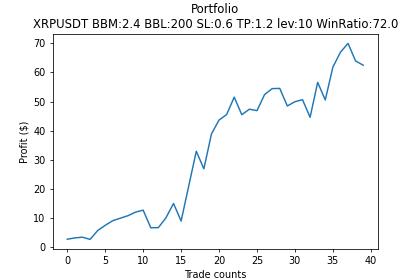 Portfolio
XRPUSDT BBM:2.4 BBL:200 SL:0.6 TP:1.2 lev:10 WinRatio:72.0
70
60
50
40
30
20
10
0
Profit ($)
0 5 10 15 20 25 30 35 40
Trade counts